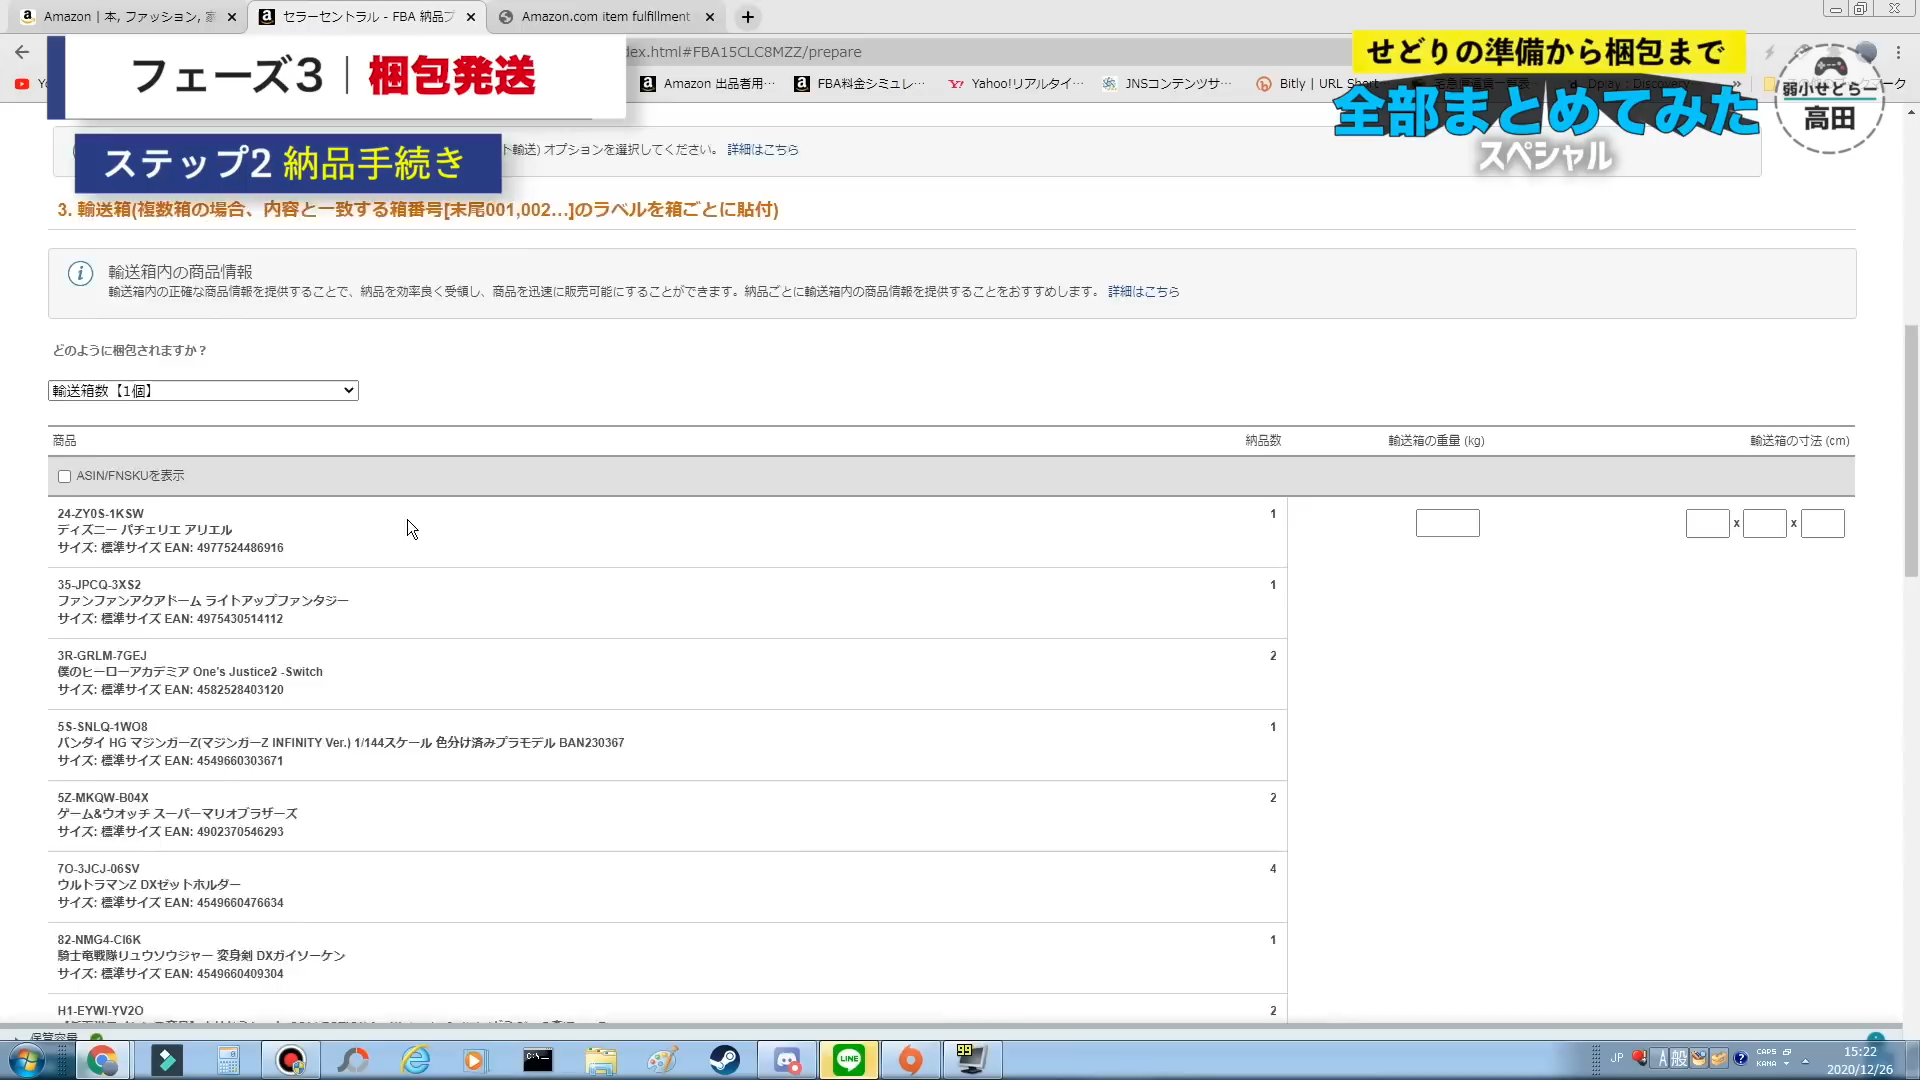 Amazon | 本, ファッション, 家
セラーセントラル - FBA 納品プ
Amazon.com item fulfillment
dex.html#FBA15CLC8MZZ/prepare
Amazon 出品者用…
FBA料金シミュレ…
Yahoo!リアルタイ…
JNSコンテンツサ…
Bitly | URL Short
フェーズ3|梱包発送
ステップ2 納品手続き
せどりの準備から梱包まで
全部まとめてみた
スペシャル
弱小せどらー
高田
ト輸送) オプションを選択してください。 詳細はこちら
3. 輸送箱(複数箱の場合、内容と一致する箱番号[末尾001,002...]のラベルを箱ごとに貼付)
輸送箱内の商品情報
輸送箱内の正確な商品情報を提供することで、納品を効率良く受領し、商品を迅速に販売可能にすることができます。納品ごとに輸送箱内の商品情報を提供することをおすすめします。 詳細はこちら
どのように梱包されますか?
輸送箱数【1個】
商品 納品数 輸送箱の重量 (kg) 輸送箱の寸法 (cm)
ASIN/FNSKUを表示
24-ZY0S-1KSW 1
ディズニー パチェリエ アリエル x x
サイズ: 標準サイズ EAN: 4977524486916
35-JPCQ-3XS2 1
ファンファンアクアドーム ライトアップファンタジー
サイズ: 標準サイズ EAN: 4975430514112
3R-GRLM-7GEJ 2
僕のヒーローアカデミア One's Justice2 -Switch
サイズ: 標準サイズ EAN: 4582528403120
5S-SNLQ-1WO8 1
バンダイ HG マジンガーZ(マジンガーZ INFINITY Ver.) 1/144スケール 色分け済みプラモデル BAN230367
サイズ: 標準サイズ EAN: 4549660303671
5Z-MKQW-B04X 2
ゲーム&ウオッチ スーパーマリオブラザーズ
サイズ: 標準サイズ EAN: 4902370546293
7O-3JCJ-06SV 4
ウルトラマンZ DXゼットホルダー
サイズ: 標準サイズ EAN: 4549660476634
82-NMG4-CI6K 1
騎士竜戦隊リュウソウジャー 変身剣 DXガイソーケン
サイズ: 標準サイズ EAN: 4549660409304
H1-EYWI-YV2O 2
保管容量
LINE
99
JP
A般
CAPS
KANA
15:22
2020/12/26